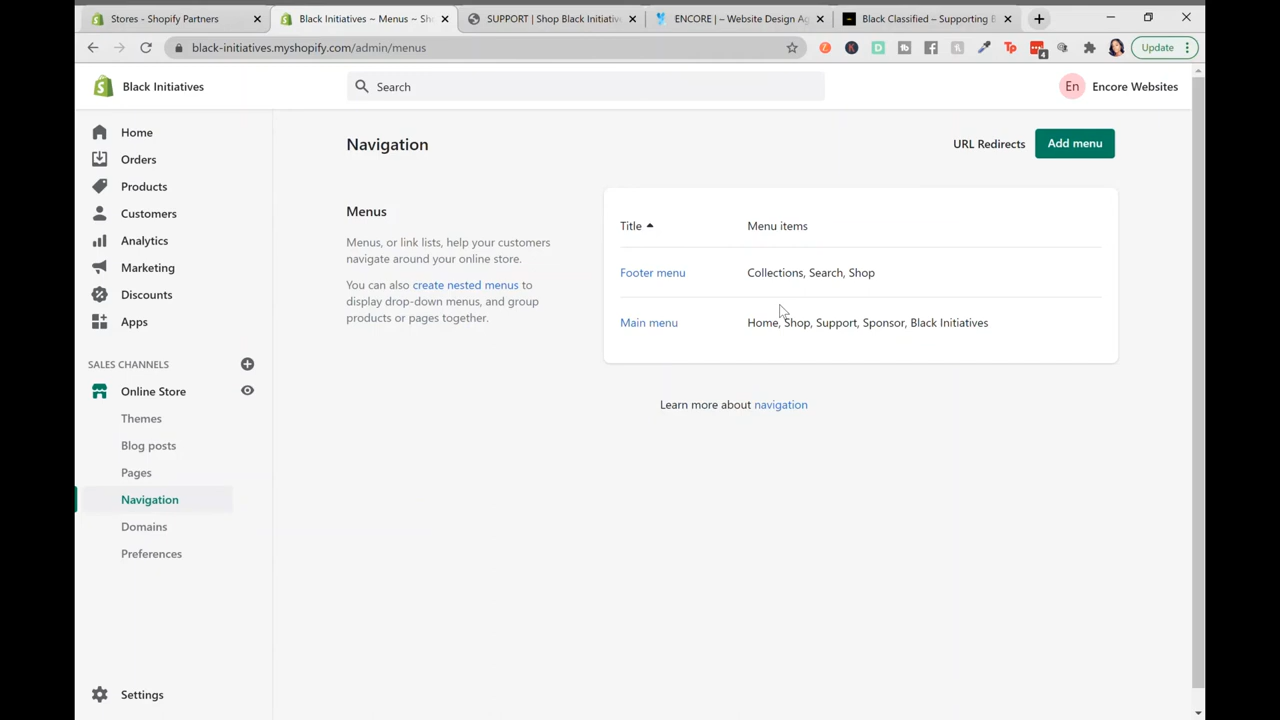 Stores - Shopify Partners
Black Initiatives ~ Menus ~ Sh
SUPPORT | Shop Black Initiativ
ENCORE | ~ Website Design Ag
Black Classified – Supporting B
black-initiatives.myshopify.com/admin/menus
Tp
4
Update
Black Initiatives
Search
En
Encore Websites
Home
Orders
Products
Customers
Analytics
Marketing
Discounts
Apps
SALES CHANNELS
Online Store
Themes
Blog posts
Pages
Navigation
Domains
Preferences
Settings
Navigation
URL Redirects
Add menu
Menus
Menus, or link lists, help your customers
navigate around your online store.
You can also create nested menus to
display drop-down menus, and group
products or pages together.
Title
Menu items
Footer menu
Collections, Search, Shop
Main menu
Home, Shop, Support, Sponsor, Black Initiatives
Learn more about navigation